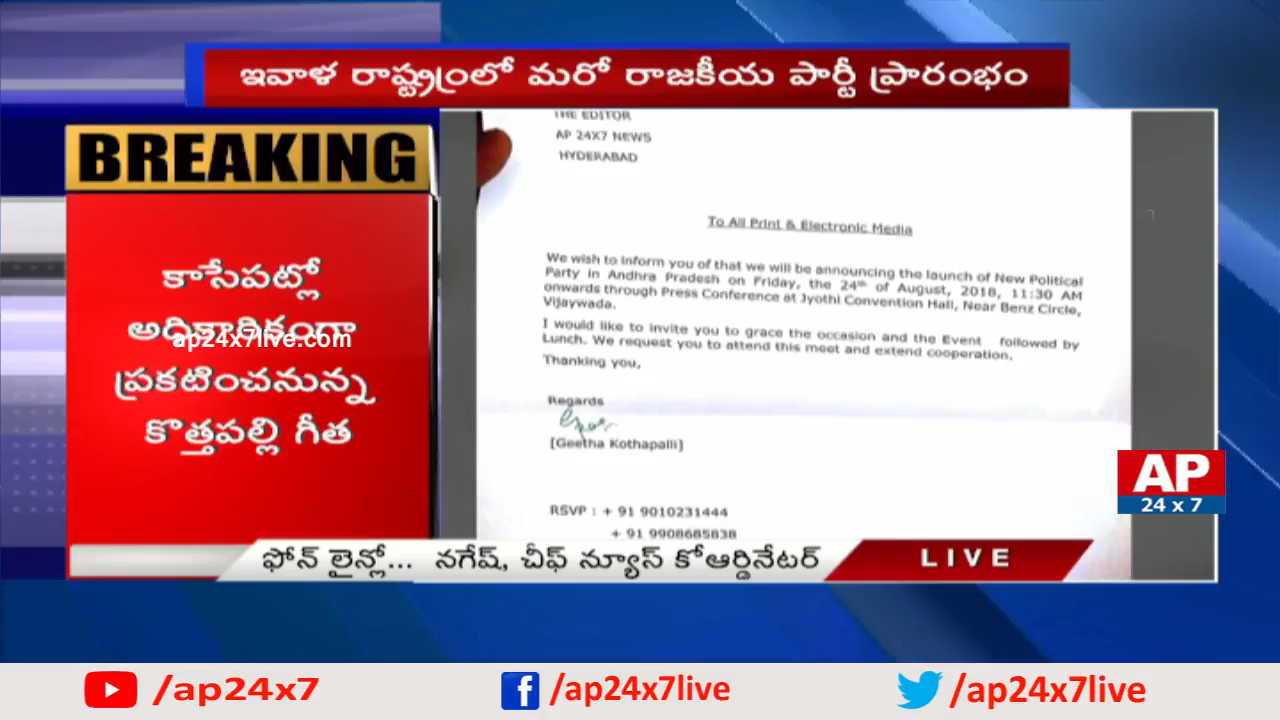 ఇవాళ రాష్ట్రంలో మరో రాజకీయ పార్టీ ప్రారంభం
BREAKING
కాసేపట్లో
అధికారికంగా
ap24x7live.com
ప్రకటించనున్న
కొత్తపల్లి గీత
THE EDITOR
AP 24X7 NEWS
HYDERABAD
To All Print & Electronic Media
We wish to inform you of that we will be announcing the launch of New Political
Party in Andhra Pradesh on Friday, the 24th of August, 2018, 11:30 AM
onwards through Press Conference at Jyothi Convention Hall, Near Benz Circle,
Vijaywada.
I would like to invite you to grace the occasion and the Event followed by
Lunch. We request you to attend this meet and extend cooperation.
Thanking you,
Regards
[Geetha Kothapalli]
RSVP : + 91 9010231444
+ 91 9908685838
AP
24 x 7
ఫోన్ లైన్లో... నగేష్, చీఫ్ న్యూస్ కోఆర్డినేటర్
LIVE
/ap24x7
/ap24x7live
/ap24x7live